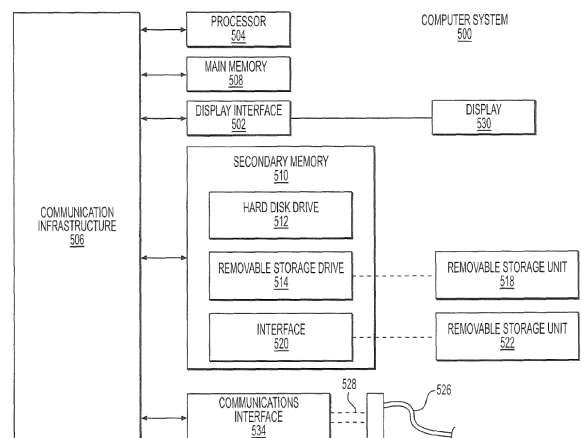 PROCESSOR
504
COMPUTER SYSTEM
500
MAIN MEMORY
508
DISPLAY INTERFACE
502
DISPLAY
530
SECONDARY MEMORY
510
HARD DISK DRIVE
512
COMMUNICATION
INFRASTRUCTURE
506
REMOVABLE STORAGE DRIVE
514
REMOVABLE STORAGE UNIT
518
INTERFACE
520
REMOVABLE STORAGE UNIT
522
COMMUNICATIONS
INTERFACE
534
528
526